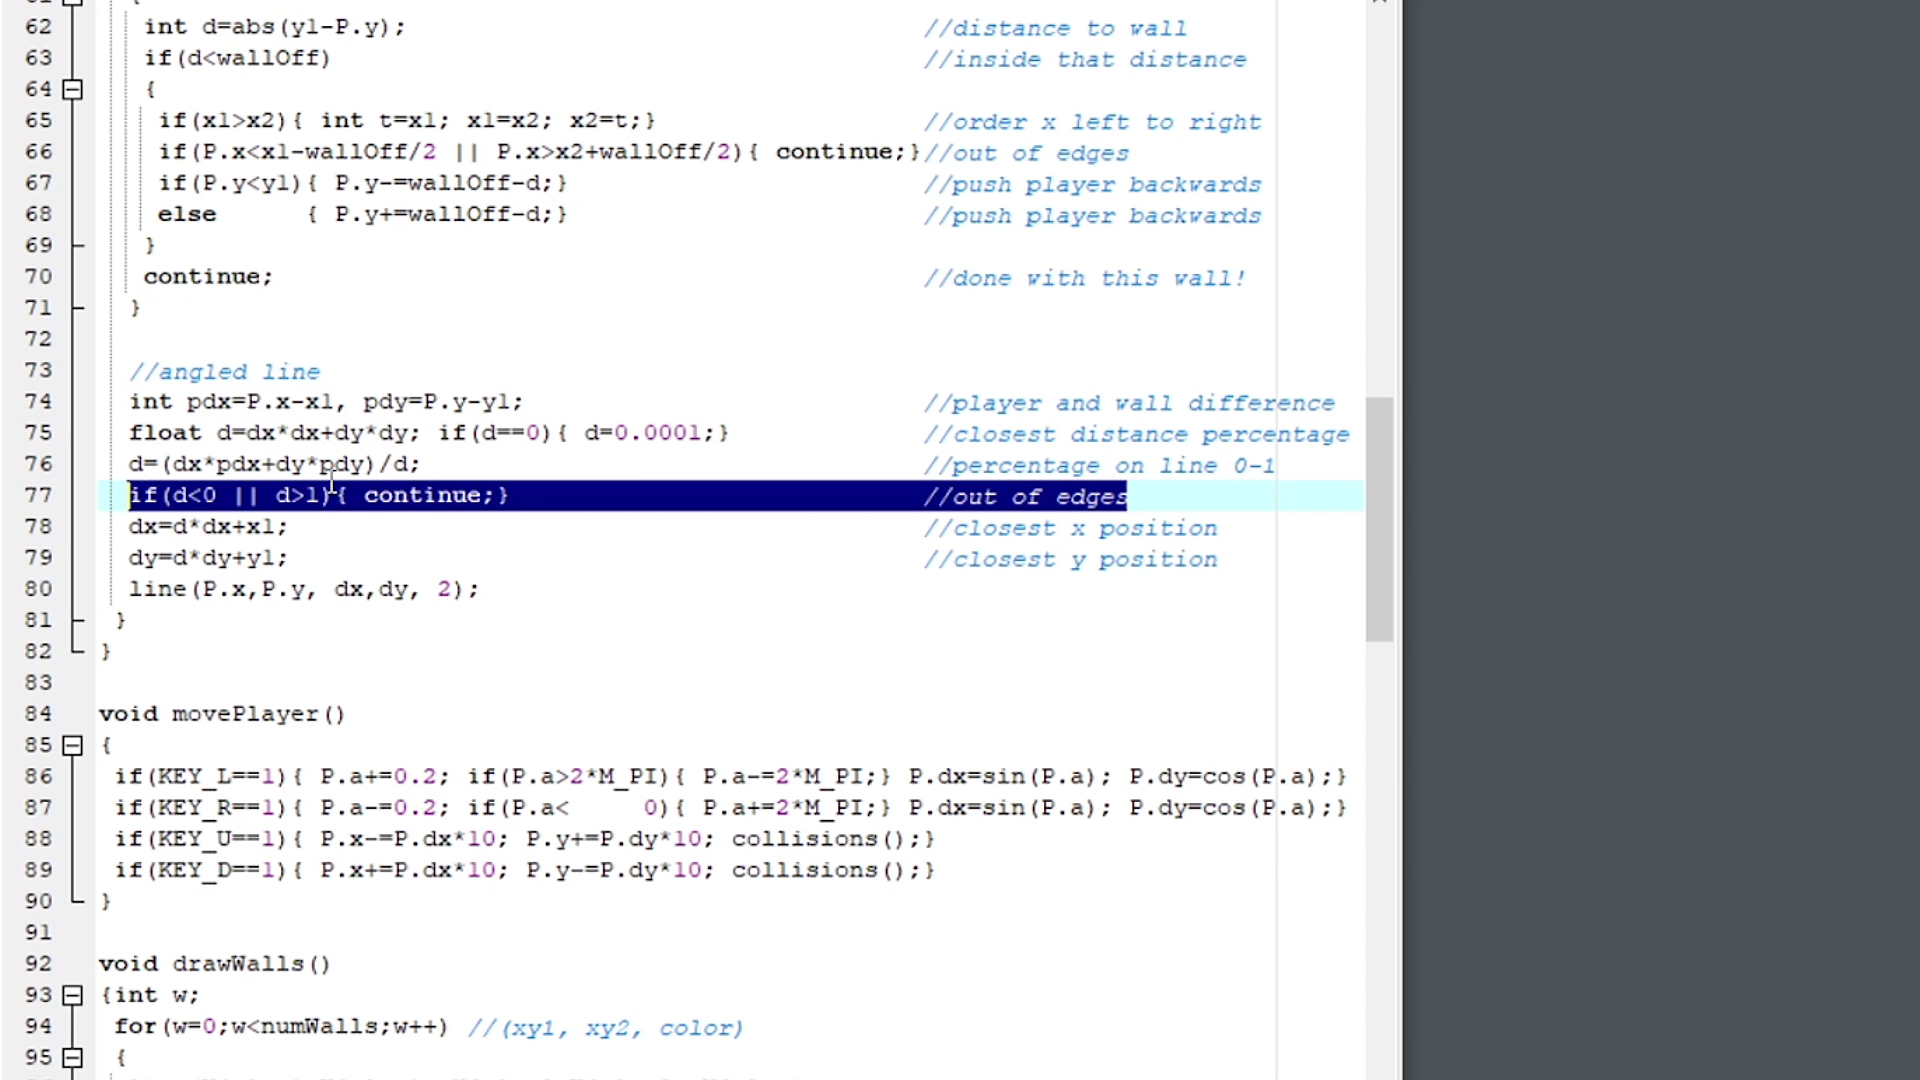 62 int d=abs(y1-P.y); //distance to wall
63 if(d<wallOff) //inside that distance
64 {
65 if(x1>x2){ int t=x1; x1=x2; x2=t;} //order x left to right
66 if(P.x<x1-wallOff/2 || P.x>x2+wallOff/2){ continue;}//out of edges
67 if(P.y<y1){ P.y-=wallOff-d;} //push player backwards
68 else { P.y+=wallOff-d;} //push player backwards
69 }
70 continue; //done with this wall!
71 }
72
73 //angled line
74 int pdx=P.x-x1, pdy=P.y-y1; //player and wall difference
75 float d=dx*dx+dy*dy; if(d==0){ d=0.0001;} //closest distance percentage
76 d=(dx*pdx+dy*pdy)/d; //percentage on line 0-1
77 if(d<0 || d>1){ continue;} //out of edges
78 dx=d*dx+x1; //closest x position
79 dy=d*dy+y1; //closest y position
80 line(P.x,P.y, dx,dy, 2);
81 }
82 }
83
84 void movePlayer()
85 {
86 if(KEY_L==1){ P.a+=0.2; if(P.a>2*M_PI){ P.a-=2*M_PI;} P.dx=sin(P.a); P.dy=cos(P.a);}
87 if(KEY_R==1){ P.a-=0.2; if(P.a< 0){ P.a+=2*M_PI;} P.dx=sin(P.a); P.dy=cos(P.a);}
88 if(KEY_U==1){ P.x-=P.dx*10; P.y+=P.dy*10; collisions();}
89 if(KEY_D==1){ P.x+=P.dx*10; P.y-=P.dy*10; collisions();}
90 }
91
92 void drawWalls()
93 {int w;
94 for(w=0;w<numWalls;w++) //(xy1, xy2, color)
95 {